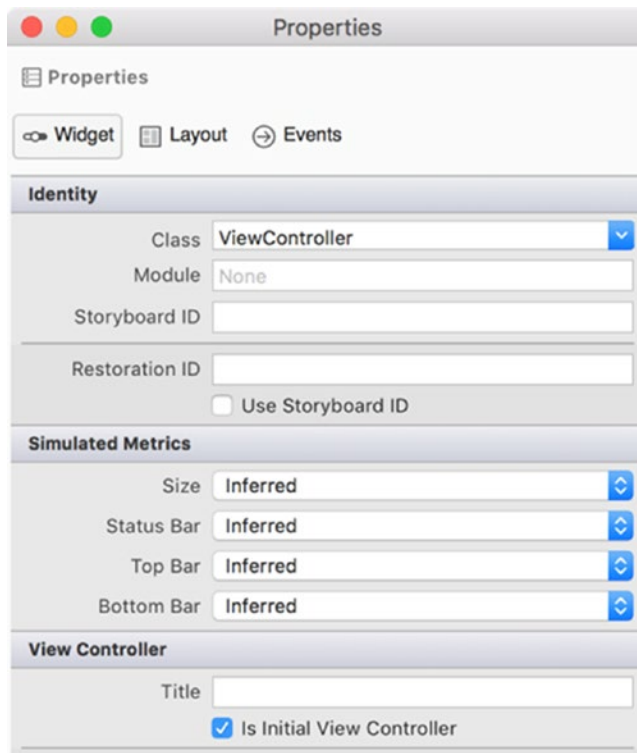 Properties
Properties
Widget Layout Events
Identity
Class ViewController
Module None
Storyboard ID
Restoration ID
Use Storyboard ID
Simulated Metrics
Size Inferred
Status Bar Inferred
Top Bar Inferred
Bottom Bar Inferred
View Controller
Title
Is Initial View Controller